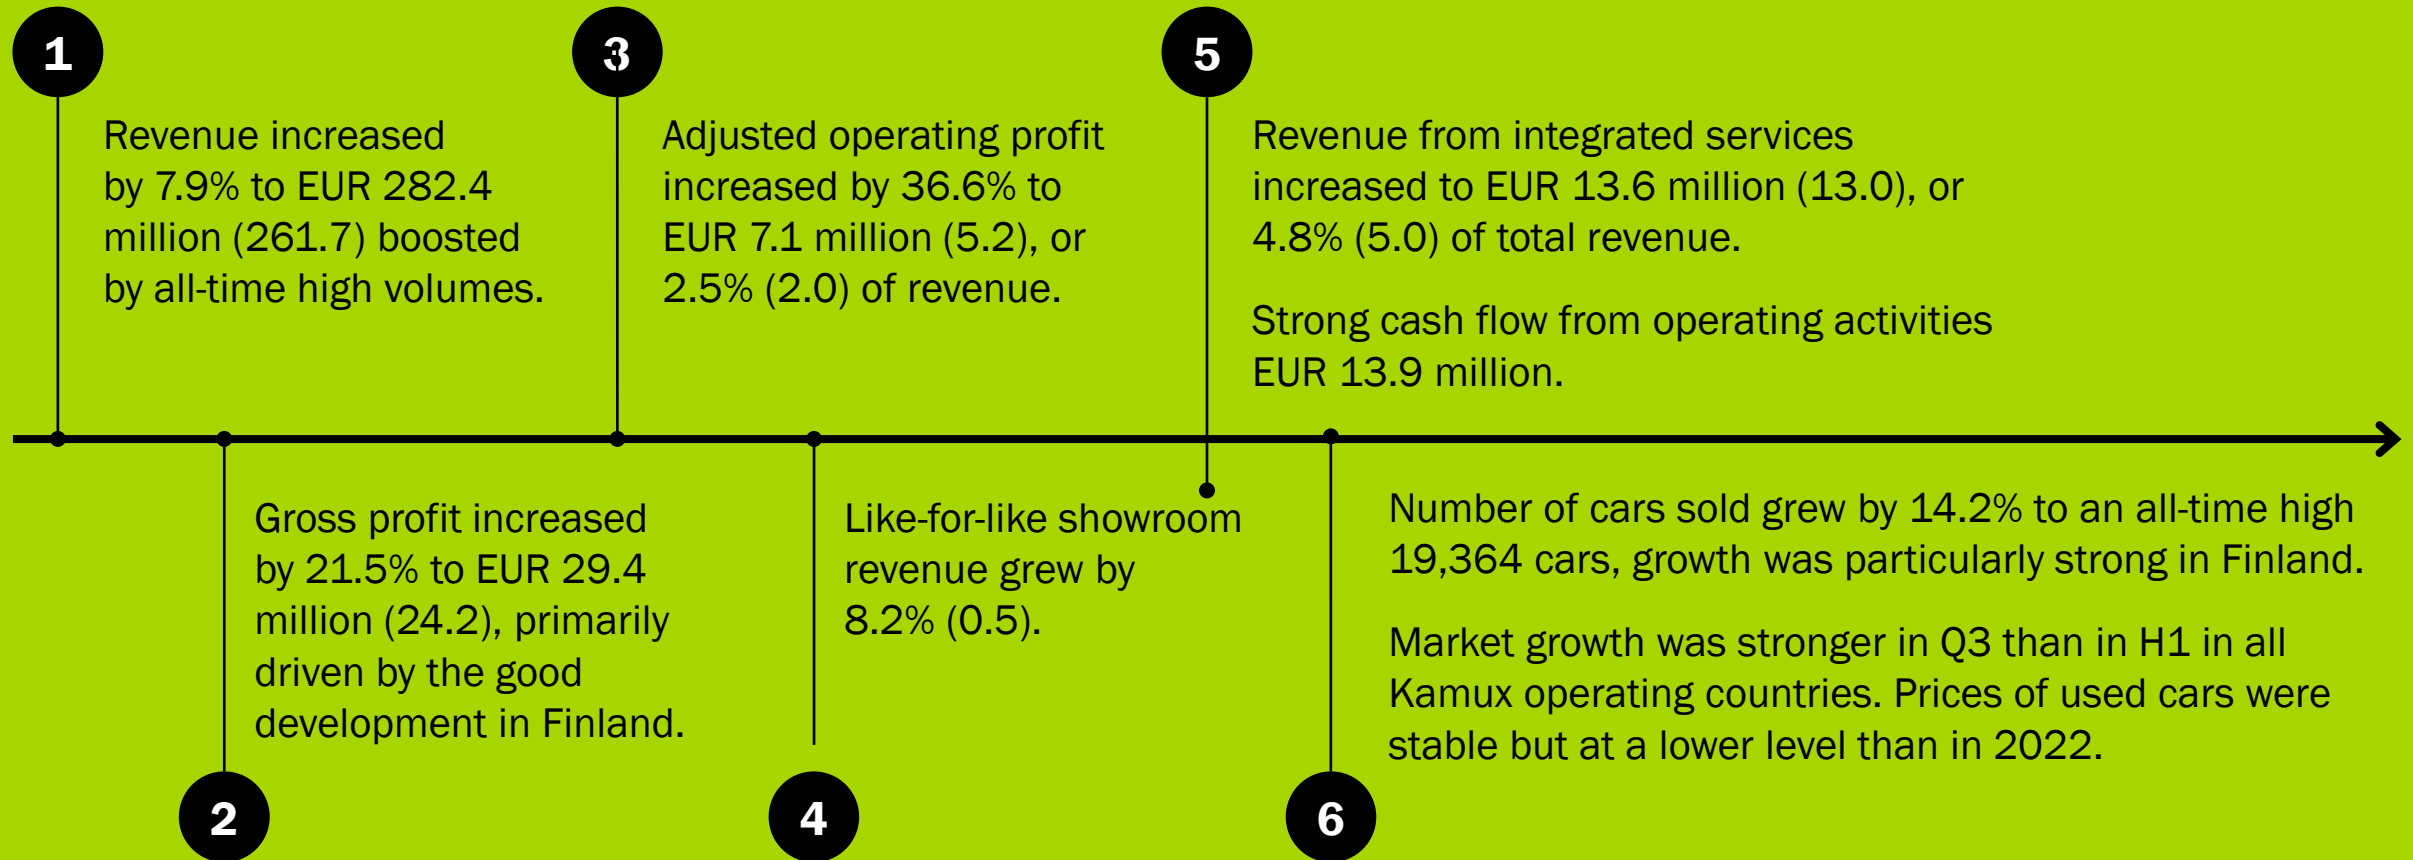 1
Revenue increased
by 7.9% to EUR 282.4
million (261.7) boosted
by all-time high volumes.
2
Gross profit increased
by 21.5% to EUR 29.4
million (24.2), primarily
driven by the good
development in Finland.
3
Adjusted operating profit
increased by 36.6% to
EUR 7.1 million (5.2), or
2.5% (2.0) of revenue.
4
Like-for-like showroom
revenue grew by
8.2% (0.5).
5
Revenue from integrated services
increased to EUR 13.6 million (13.0), or
4.8% (5.0) of total revenue.
Strong cash flow from operating activities
EUR 13.9 million.
6
Number of cars sold grew by 14.2% to an all-time high
19,364 cars, growth was particularly strong in Finland.
Market growth was stronger in Q3 than in H1 in all
Kamux operating countries. Prices of used cars were
stable but at a lower level than in 2022.